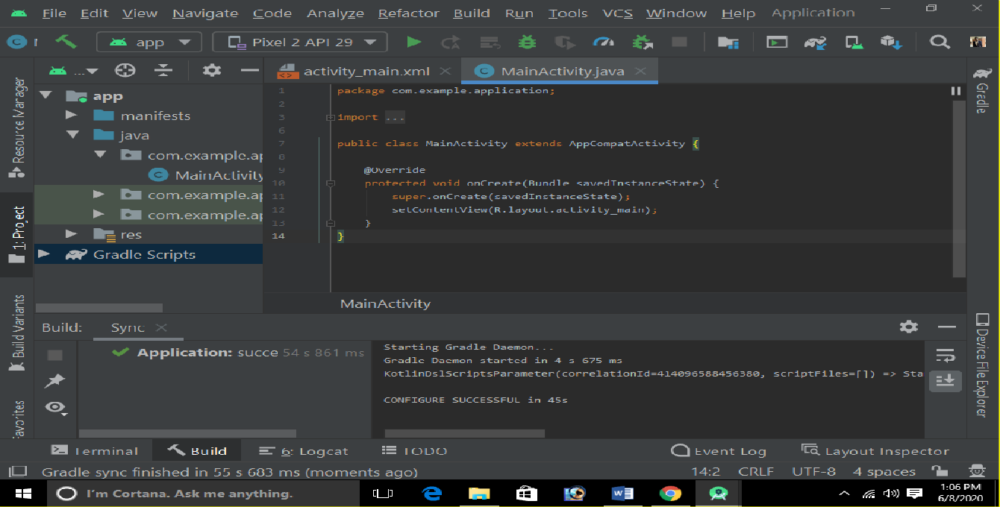 File Edit View Navigate Code Analyze Refactor Build Run Tools VCS Window Help Application
app Pixel 2 API 29
... activity_main.xml MainActivity.java
Resource Manager
1: Project
Build Variants
app
manifests
java
com.example.ap
MainActivity
com.example.ap
com.example.ap
res
Gradle Scripts
1 package com.example.application;
2
3 import ...
6
7 public class MainActivity extends AppCompatActivity {
8
9 @Override
10 protected void onCreate(Bundle savedInstanceState) {
11 super.onCreate(savedInstanceState);
12 setContentView(R.layout.activity_main);
13 }
14 }
MainActivity
Gradle
Device File Explorer
Build: Sync
Application: succe 54 s 861 ms
Starting Gradle Daemon...
Gradle Daemon started in 4 s 675 ms
KotlinDslScriptsParameter(correlationId=414096588456380, scriptFiles=[]) => Sta
CONFIGURE SUCCESSFUL in 45s
avorites
Terminal Build 6: Logcat TODO Event Log Layout Inspector
Gradle sync finished in 55 s 683 ms (moments ago) 14:2 CRLF UTF-8 4 spaces
I'm Cortana. Ask me anything.
1:06 PM
6/8/2020